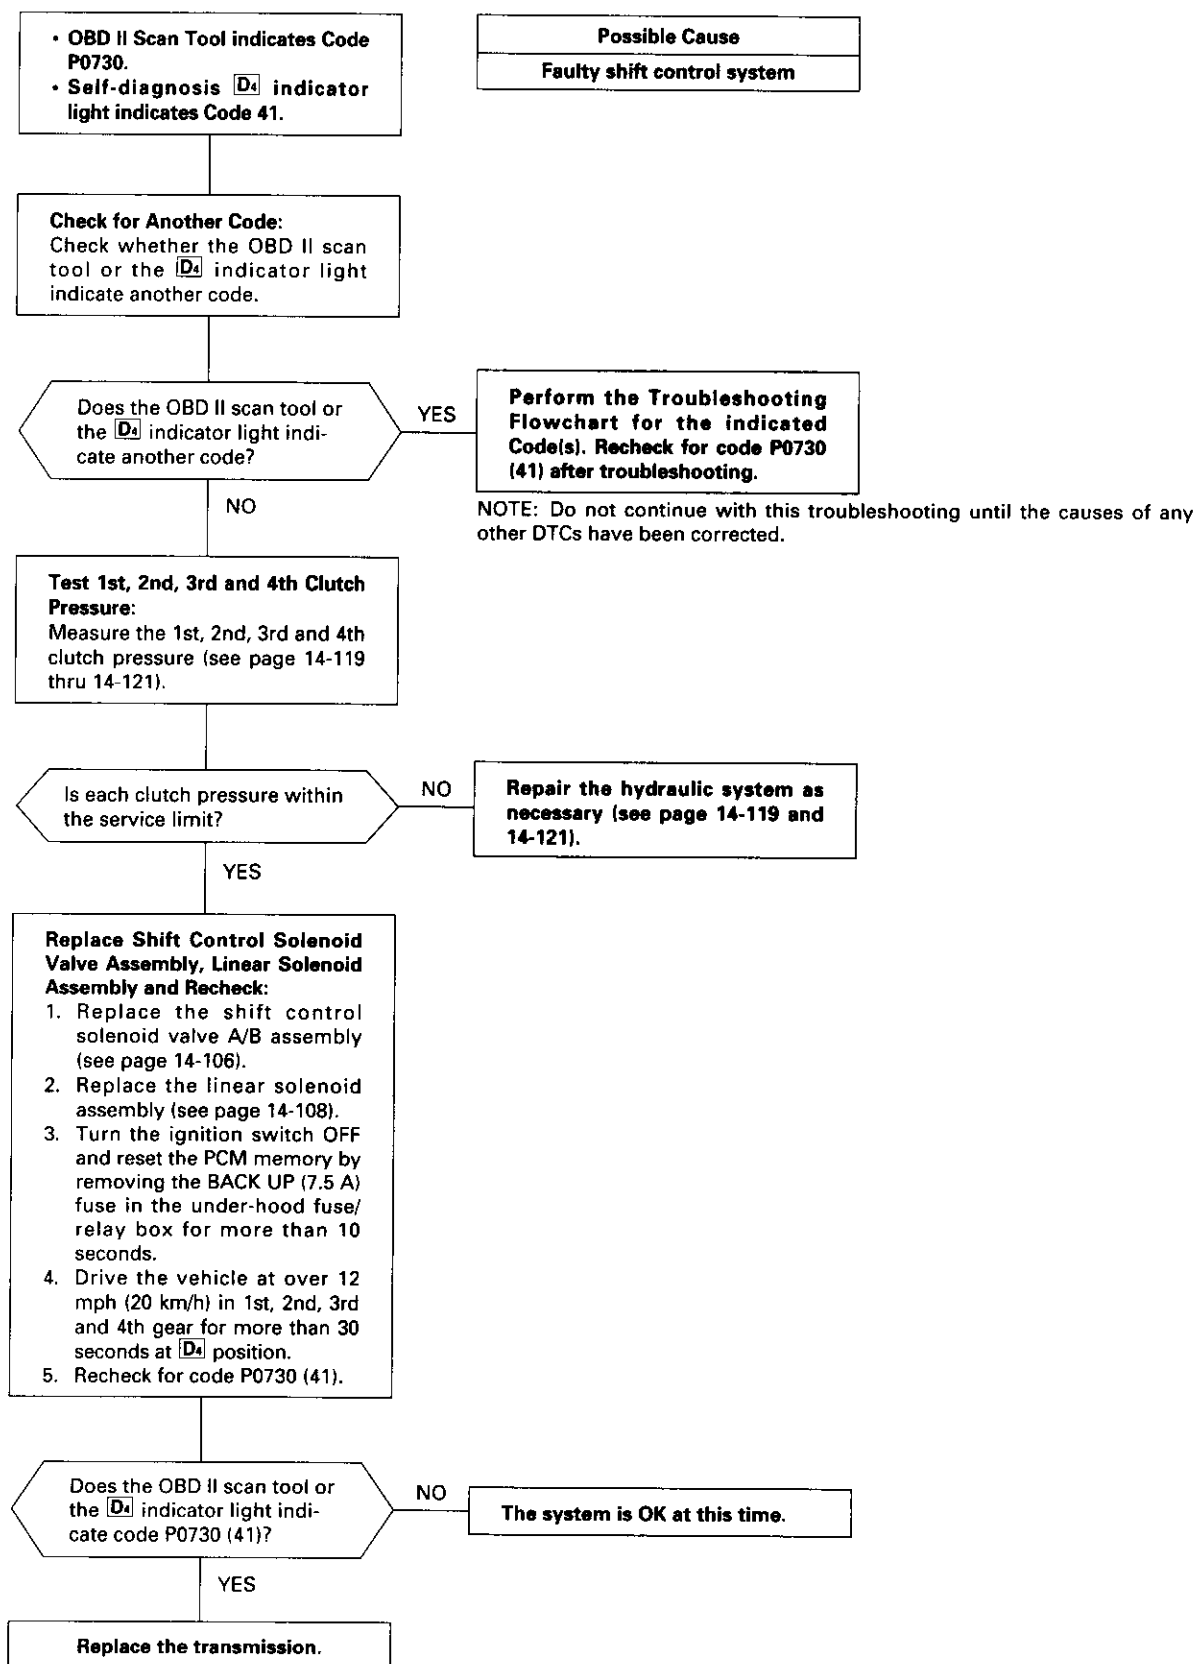 • OBD II Scan Tool indicates Code
P0730.
• Self-diagnosis D4 indicator
light indicates Code 41.
Possible Cause
Faulty shift control system
Check for Another Code:
Check whether the OBD II scan
tool or the D4 indicator light
indicate another code.
Does the OBD II scan tool or
the D4 indicator light indi-
cate another code?
YES
Perform the Troubleshooting
Flowchart for the indicated
Code(s). Recheck for code P0730
(41) after troubleshooting.
NO
NOTE: Do not continue with this troubleshooting until the causes of any
other DTCs have been corrected.
Test 1st, 2nd, 3rd and 4th Clutch
Pressure:
Measure the 1st, 2nd, 3rd and 4th
clutch pressure (see page 14-119
thru 14-121).
Is each clutch pressure within
the service limit?
NO
Repair the hydraulic system as
necessary (see page 14-119 and
14-121).
YES
Replace Shift Control Solenoid
Valve Assembly, Linear Solenoid
Assembly and Recheck:
1. Replace the shift control
solenoid valve A/B assembly
(see page 14-106).
2. Replace the linear solenoid
assembly (see page 14-108).
3. Turn the ignition switch OFF
and reset the PCM memory by
removing the BACK UP (7.5 A)
fuse in the under-hood fuse/
relay box for more than 10
seconds.
4. Drive the vehicle at over 12
mph (20 km/h) in 1st, 2nd, 3rd
and 4th gear for more than 30
seconds at D4 position.
5. Recheck for code P0730 (41).
Does the OBD II scan tool or
the D4 indicator light indi-
cate code P0730 (41)?
NO
The system is OK at this time.
YES
Replace the transmission.